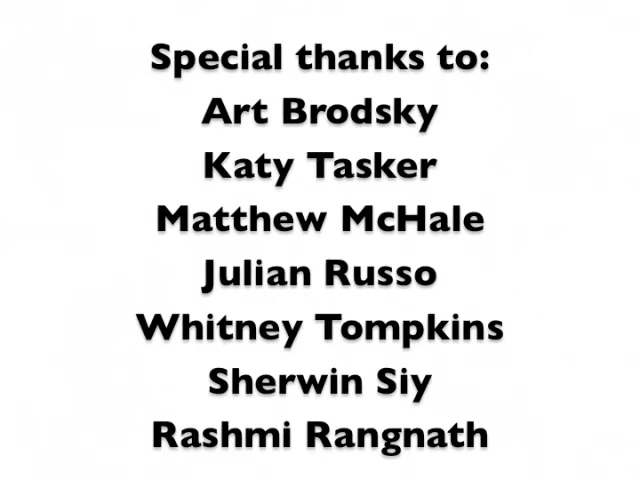 Special thanks to:
Art Brodsky
Katy Tasker
Matthew McHale
Julian Russo
Whitney Tompkins
Sherwin Siy
Rashmi Rangnath